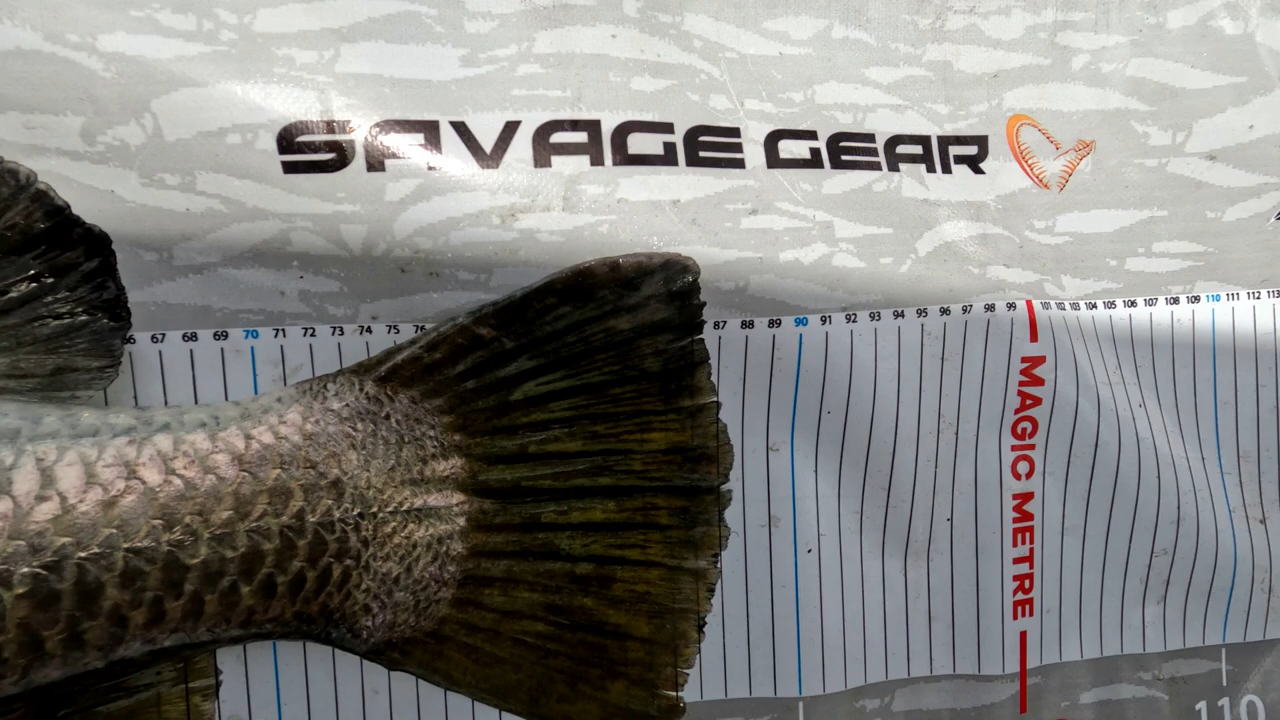 SAVAGE GEAR
67 68 69 70 71 72 73 74 75 76 87 88 89 90 91 92 93 94 95 96 97 98 99 101 102 103 104 105 106 107 108 109 110 111 112 113
MAGIC METRE
110